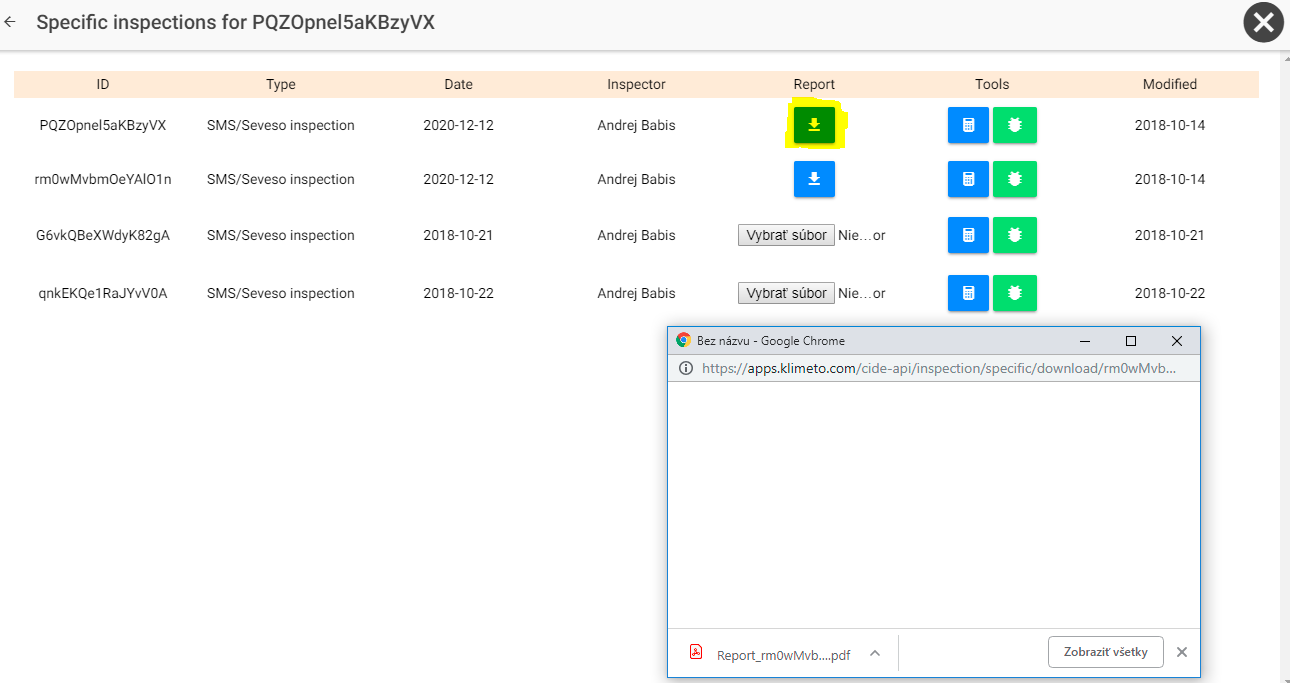 Specific inspections for PQZOpnel5aKBzyVX
ID Type Date Inspector Report Tools Modified
PQZOpnel5aKBzyVX SMS/Seveso inspection 2020-12-12 Andrej Babis 2018-10-14
rm0wMvbmOeYAlO1n SMS/Seveso inspection 2020-12-12 Andrej Babis 2018-10-14
G6vkQBeXWdyK82gA SMS/Seveso inspection 2018-10-21 Andrej Babis Vybrať súbor Nie…or 2018-10-21
qnkEKQe1RaJYvV0A SMS/Seveso inspection 2018-10-22 Andrej Babis Vybrať súbor Nie…or 2018-10-22
Bez názvu - Google Chrome
https://apps.klimeto.com/cide-api/inspection/specific/download/rm0wMvb...
Report_rm0wMvb....pdf Zobraziť všetky